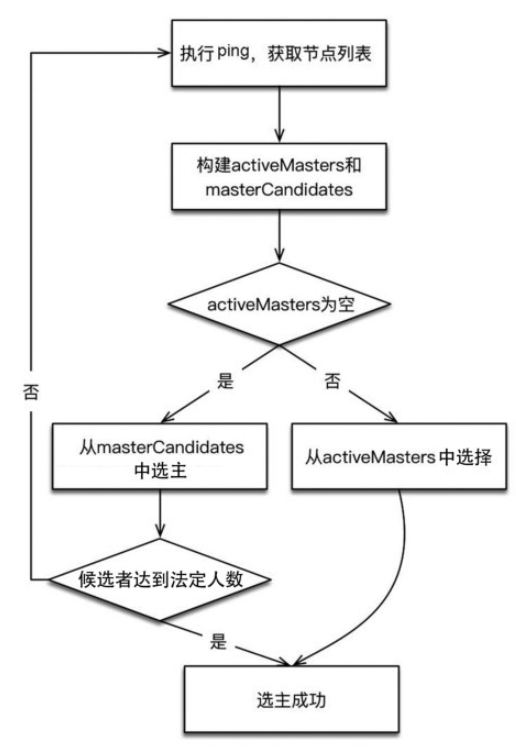 执行ping，获取节点列表
构建activeMasters和
masterCandidates
activeMasters为空
是
否
否
从masterCandidates
中选主
从activeMasters中选择
候选者达到法定人数
是
选主成功